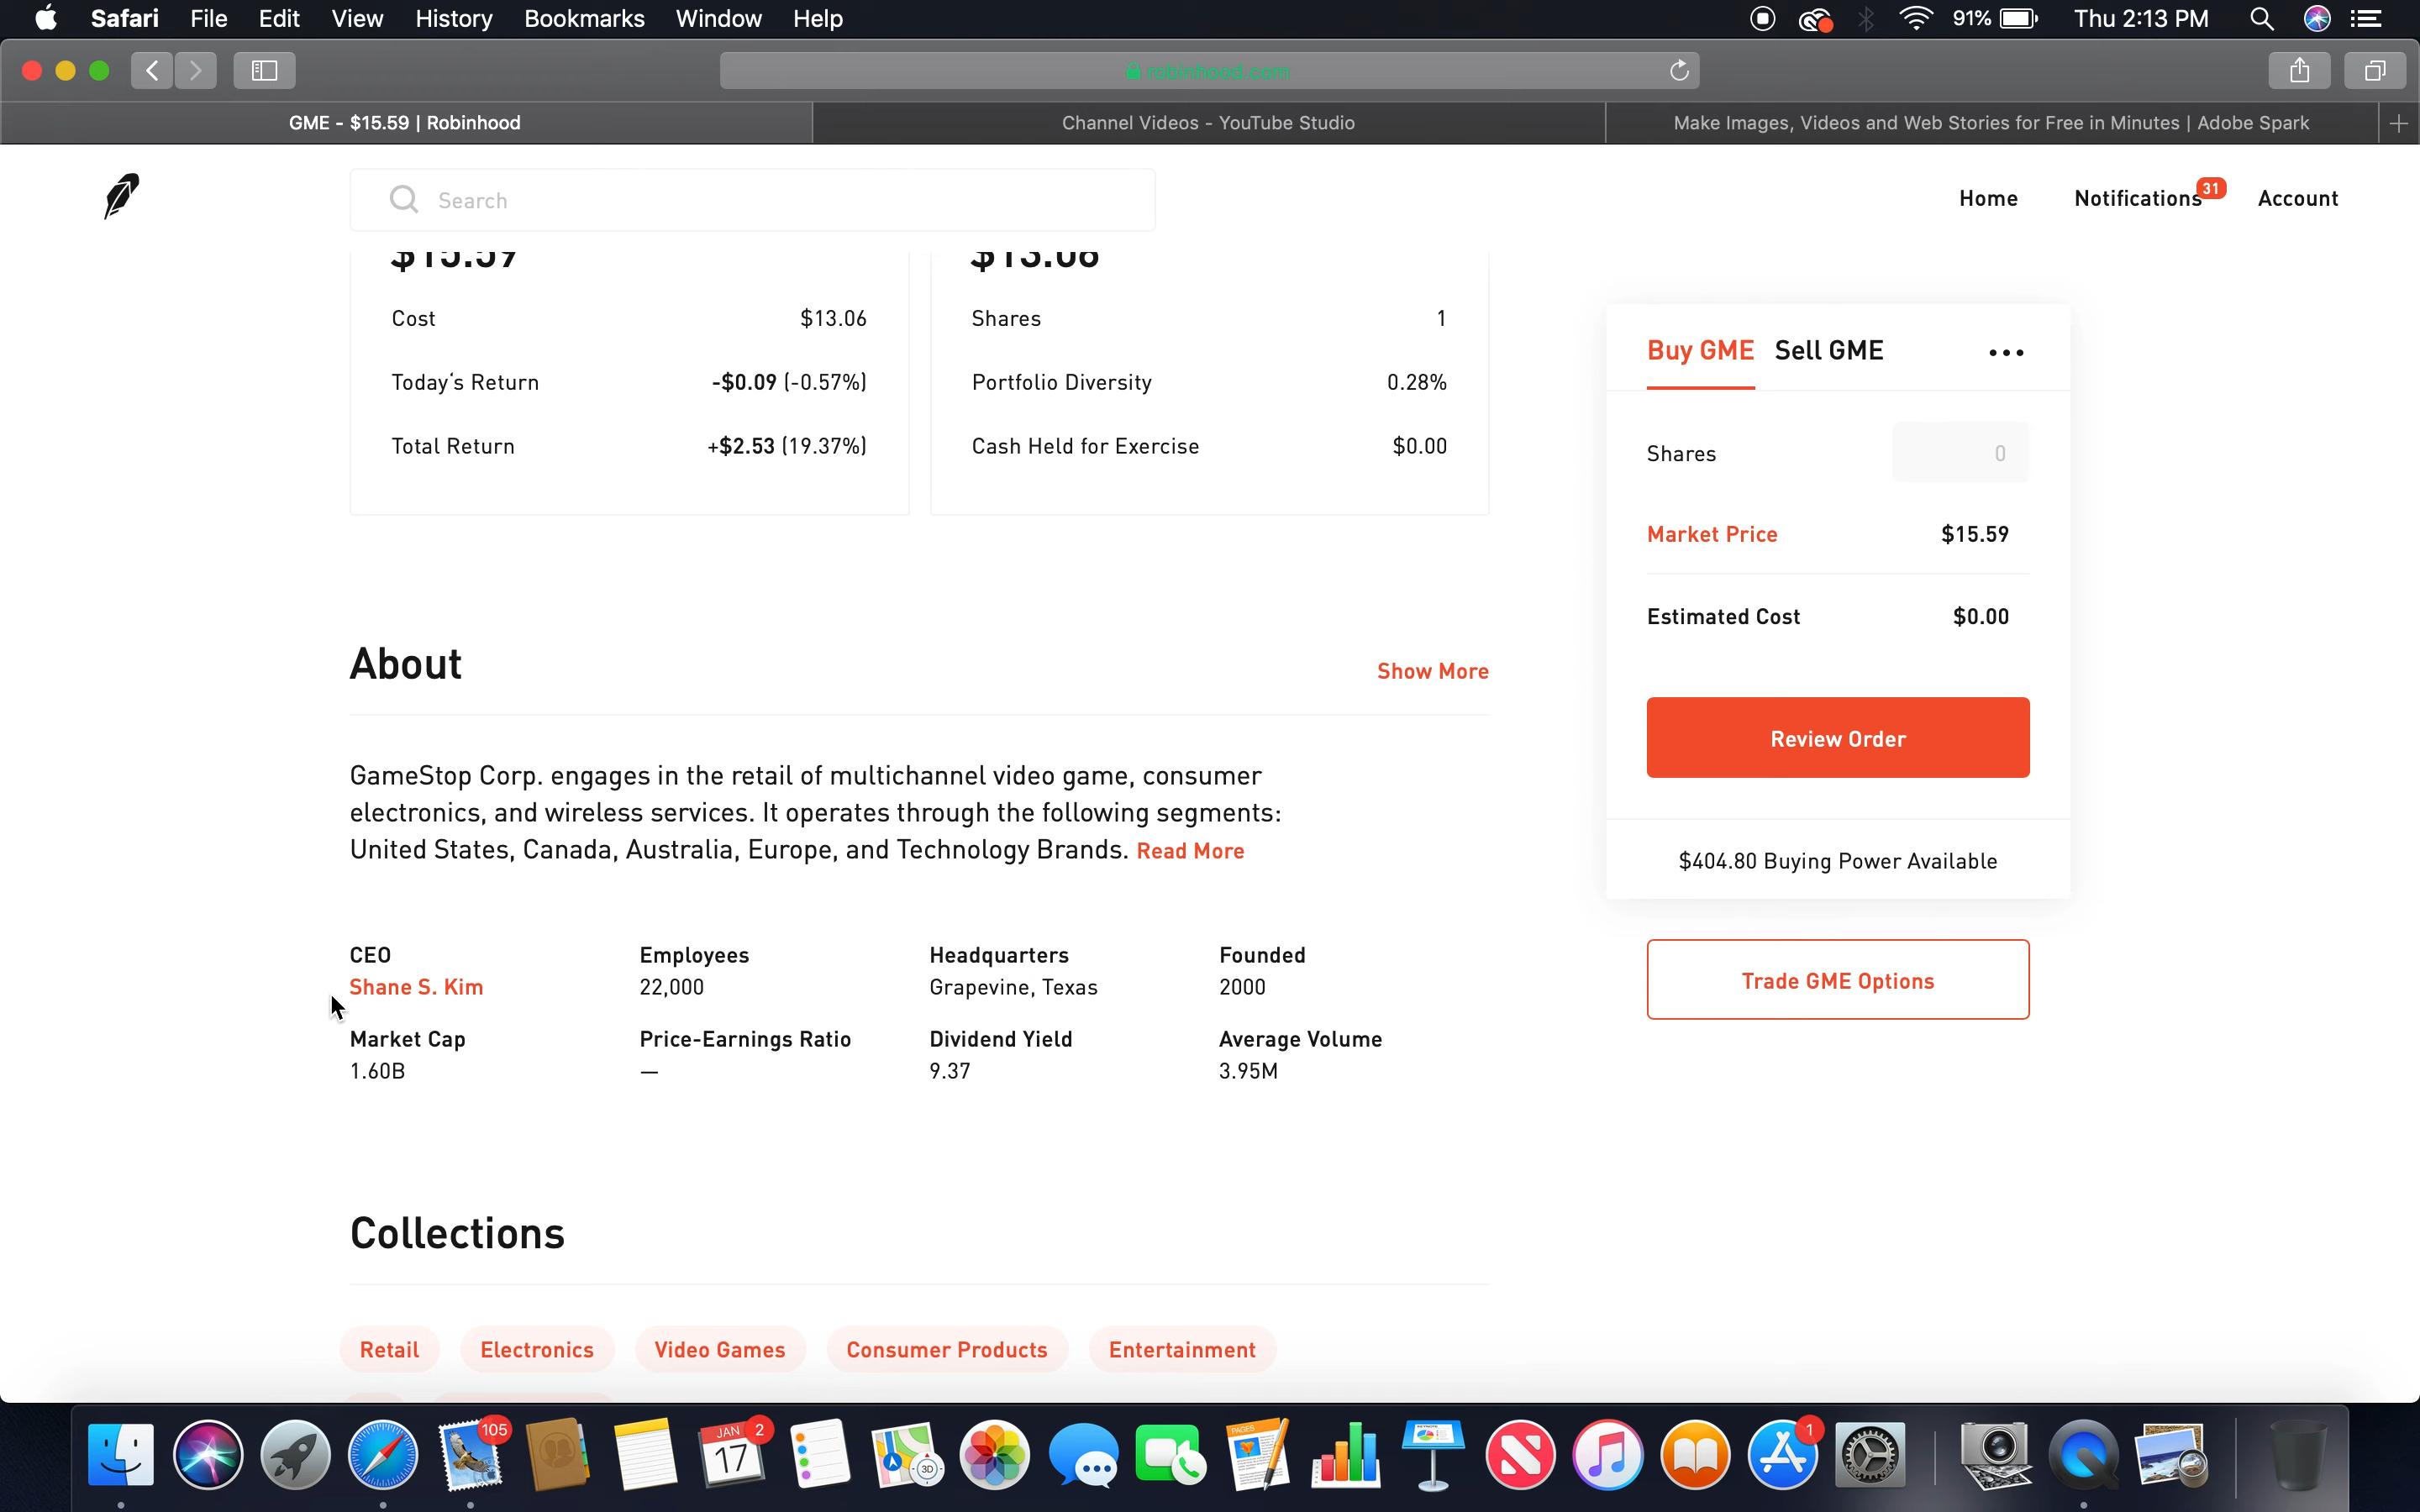 Safari File Edit View History Bookmarks Window Help 91% Thu 2:13 PM
robinhood.com
GME - $15.59 | Robinhood Channel Videos - YouTube Studio Make Images, Videos and Web Stories for Free in Minutes | Adobe Spark
Search Home Notifications 31 Account
$15.59 $13.06
Cost $13.06 Shares 1
Today's Return -$0.09 (-0.57%) Portfolio Diversity 0.28%
Total Return +$2.53 (19.37%) Cash Held for Exercise $0.00
Buy GME Sell GME
Shares 0
Market Price $15.59
Estimated Cost $0.00
Review Order
$404.80 Buying Power Available
Trade GME Options
About Show More
GameStop Corp. engages in the retail of multichannel video game, consumer
electronics, and wireless services. It operates through the following segments:
United States, Canada, Australia, Europe, and Technology Brands. Read More
CEO Employees Headquarters Founded
Shane S. Kim 22,000 Grapevine, Texas 2000
Market Cap Price-Earnings Ratio Dividend Yield Average Volume
1.60B — 9.37 3.95M
Collections
Retail Electronics Video Games Consumer Products Entertainment
105 JAN 17 2 3D PAGES 1